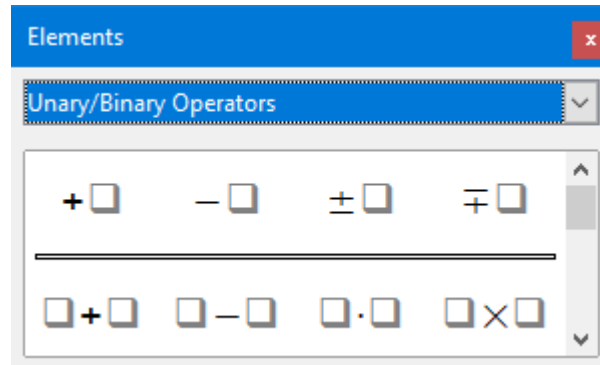 Elements
x
Unary/Binary Operators
+□ −□ ±□ ∓□
□+□ □−□ □·□ □×□